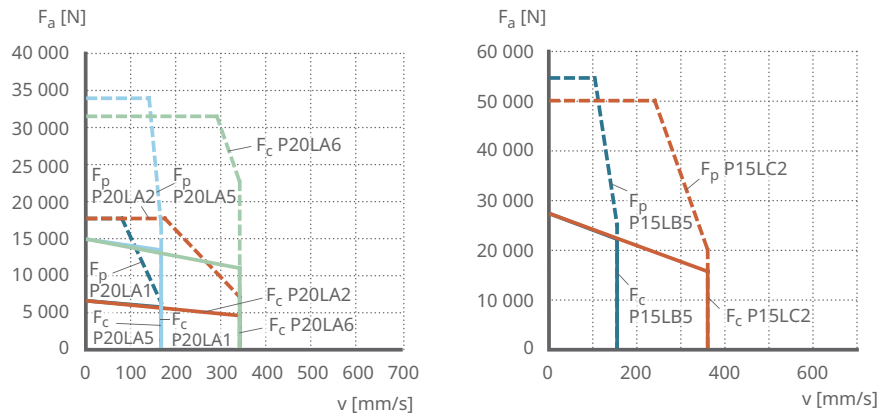 Fa [N]
40 000
35 000
30 000
25 000
20 000
15 000
10 000
5 000
0
0 100 200 300 400 500 600 700
v [mm/s]
Fc P20LA6
Fp
P20LA2
Fp
P20LA5
Fp
P20LA1
Fc P20LA2
Fc
P20LA5
Fc
P20LA1
Fc P20LA6
Fa [N]
60 000
50 000
40 000
30 000
20 000
10 000
0
0 200 400 600
v [mm/s]
Fp P15LC2
Fp
P15LB5
Fc
P15LB5
Fc P15LC2